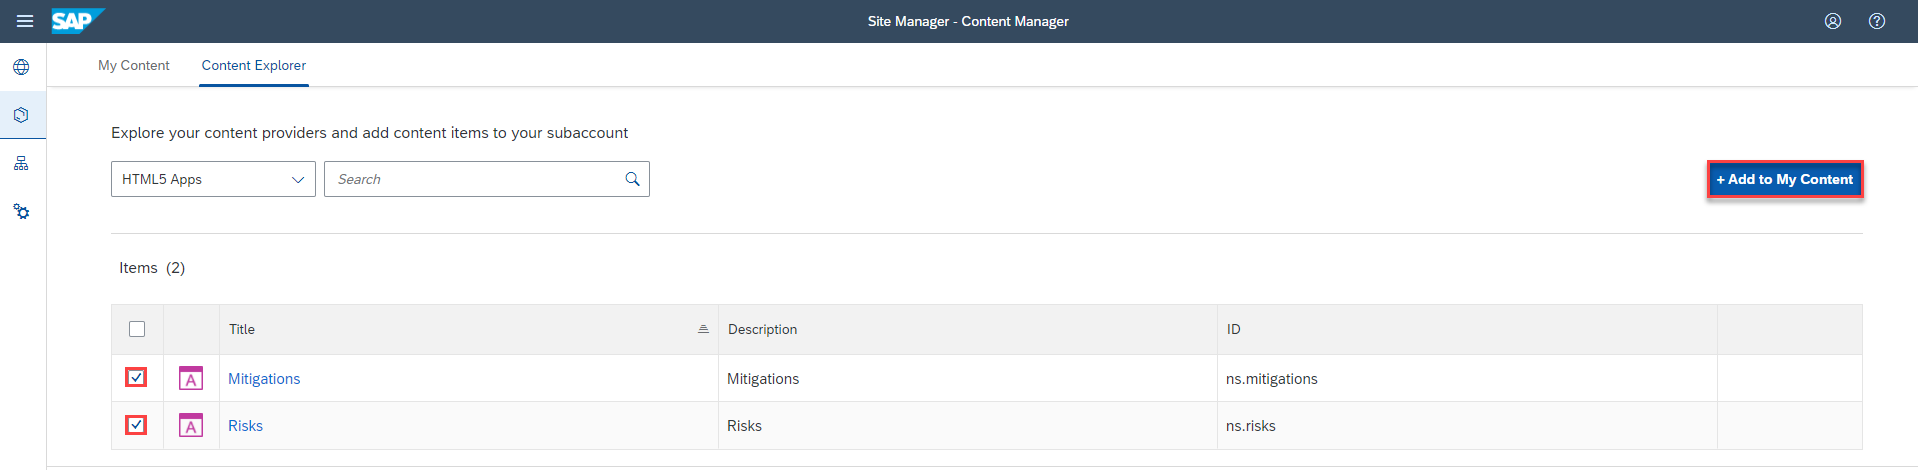 SAP
Site Manager - Content Manager
My Content
Content Explorer
Explore your content providers and add content items to your subaccount
HTML5 Apps
Search
+ Add to My Content
Items (2)
Title
Description
ID
A
Mitigations
Mitigations
ns.mitigations
A
Risks
Risks
ns.risks